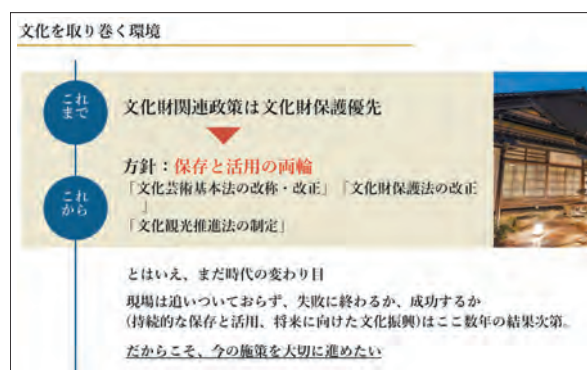 文化を取り巻く環境
これ
まで
文化財関連政策は文化財保護優先
方針：保存と活用の両輪
これ
から
「文化芸術基本法の改称・改正」「文化財保護法の改正
」
「文化観光推進法の制定」
とはいえ、まだ時代の変わり目
現場は追いついておらず、失敗に終わるか、成功するか
(持続的な保存と活用、将来に向けた文化振興)はここ数年の結果次第。
だからこそ、今の施策を大切に進めたい